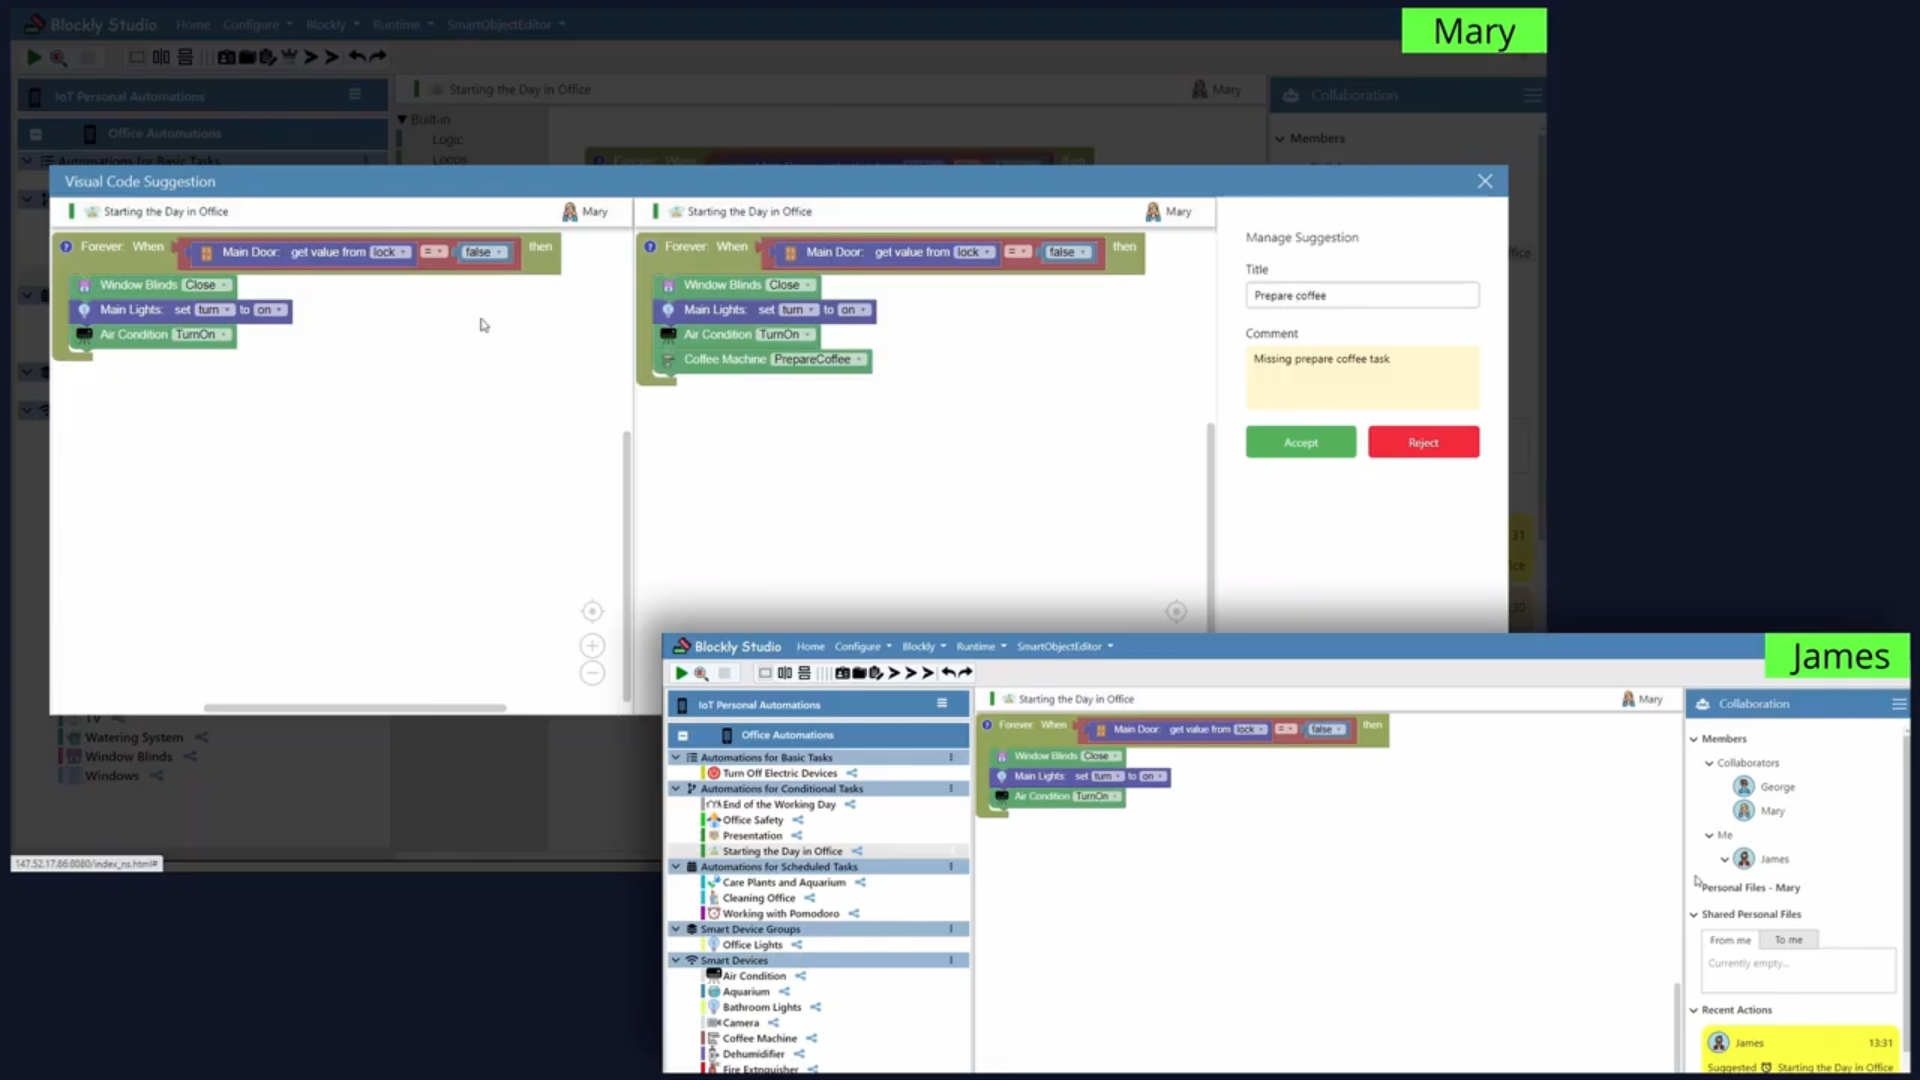 Mary
Blockly Studio Home Configure Blockly Runtime SmartObjectEditor
IoT Personal Automations
Starting the Day in Office Mary
Collaboration
Office Automations
Built-in
Logic
Loops
Members
Automations for Basic Tasks
Visual Code Suggestion
Starting the Day in Office Mary
Forever: When Main Door: get value from lock = false then
Window Blinds Close
Main Lights: set turn to on
Air Condition TurnOn
Starting the Day in Office Mary
Forever: When Main Door: get value from lock = false then
Window Blinds Close
Main Lights: set turn to on
Air Condition TurnOn
Coffee Machine PrepareCoffee
Manage Suggestion
Title
Prepare coffee
Comment
Missing prepare coffee task
Accept Reject
TV
Watering System
Window Blinds
Windows
147.52.17.86:8080/index_ns.html#
James
Blockly Studio Home Configure Blockly Runtime SmartObjectEditor
IoT Personal Automations
Office Automations
Automations for Basic Tasks
Turn Off Electric Devices
Automations for Conditional Tasks
End of the Working Day
Office Safety
Presentation
Starting the Day in Office
Automations for Scheduled Tasks
Care Plants and Aquarium
Cleaning Office
Working with Pomodoro
Smart Device Groups
Office Lights
Smart Devices
Air Condition
Aquarium
Bathroom Lights
Camera
Coffee Machine
Dehumidifier
Fire Extinguisher
Starting the Day in Office Mary
Forever: When Main Door: get value from lock = false then
Window Blinds Close
Main Lights: set turn to on
Air Condition TurnOn
Collaboration
Members
Collaborators
George
Mary
Me
James
Personal Files - Mary
Shared Personal Files
From me To me
Currently empty...
Recent Actions
James 13:31
Suggested Starting the Day in Office